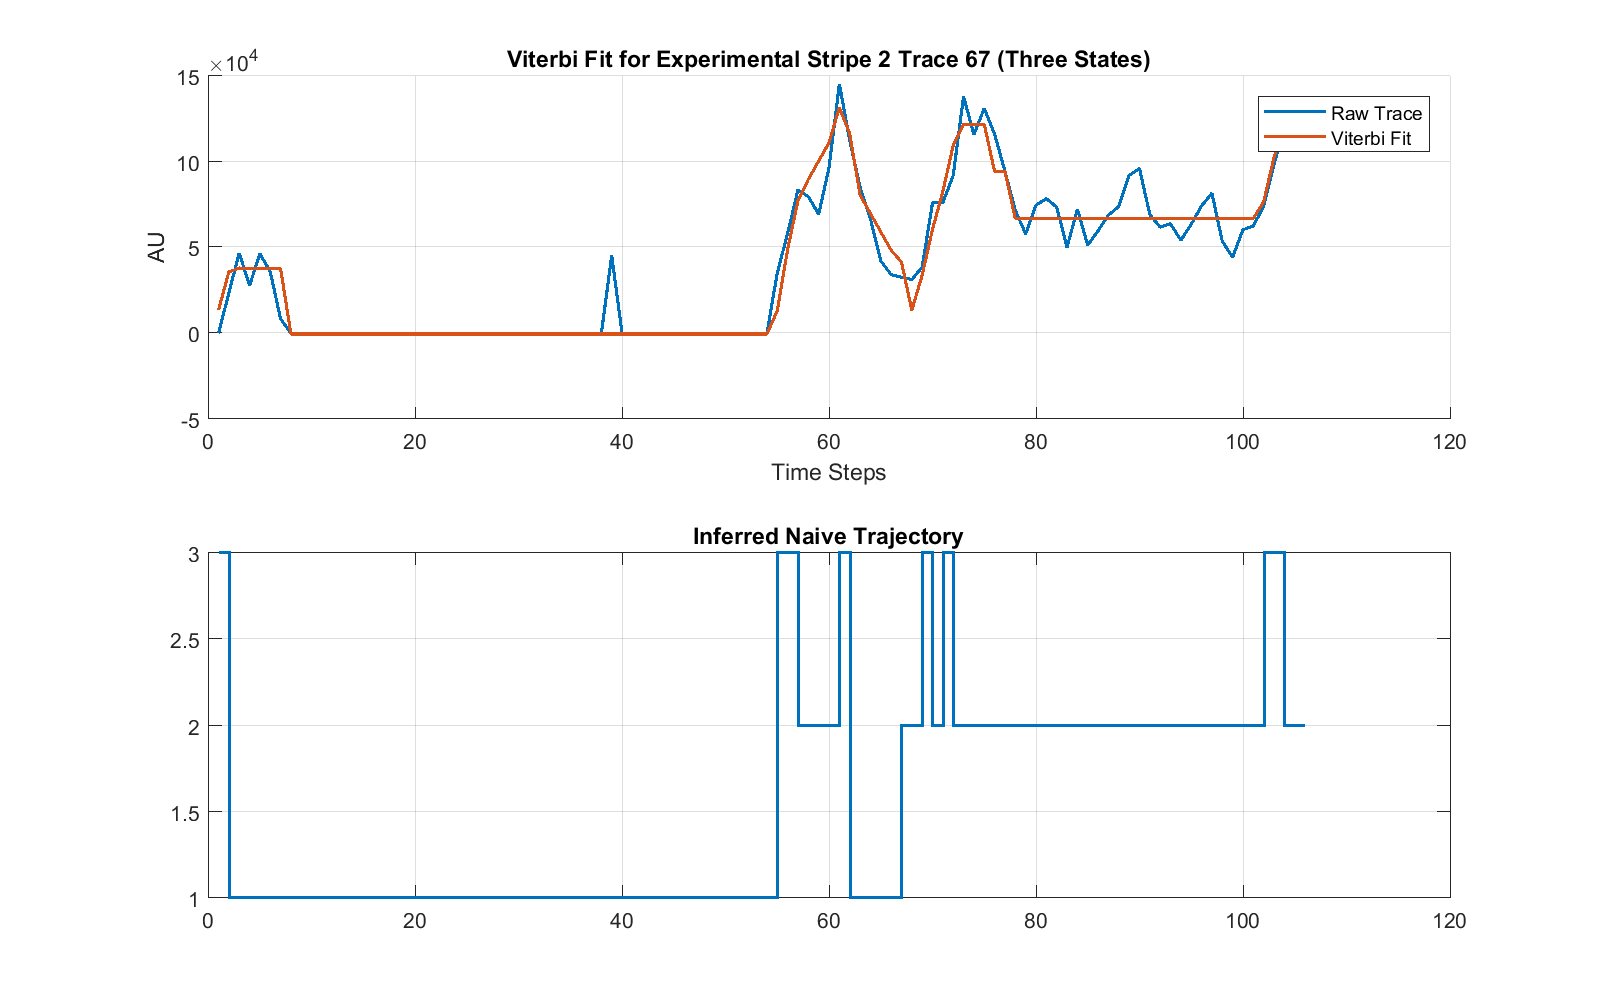 Viterbi Fit for Experimental Stripe 2 Trace 67 (Three States)
×10⁴
15
10
5
0
-5
AU
Raw Trace
Viterbi Fit
0 20 40 60 80 100 120
Time Steps
Inferred Naive Trajectory
3
2.5
2
1.5
1
0 20 40 60 80 100 120